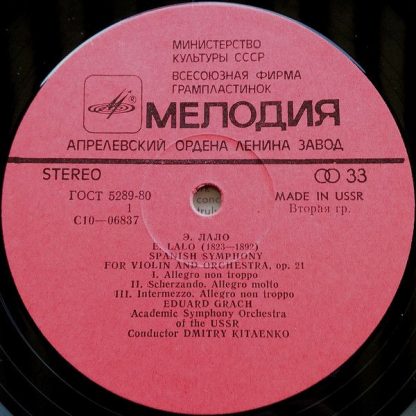 МИНИСТЕРСТВО
КУЛЬТУРЫ СССР
ВСЕСОЮЗНАЯ ФИРМА
ГРАМПЛАСТИНОК
МЕЛОДИЯ
АПРЕЛЕВСКИЙ ОРДЕНА ЛЕНИНА ЗАВОД
STEREO
33
ГОСТ 5289-80
MADE IN USSR
1
Вторая гр.
С10—06837
Э. ЛАЛО
E. LALO (1823—1892)
SPANISH SYMPHONY
FOR VIOLIN AND ORCHESTRA, op. 21
I. Allegro non troppo
II. Scherzando. Allegro molto
III. Intermezzo. Allegro non troppo
EDUARD GRACH
Academic Symphony Orchestra
of the USSR
Conductor DMITRY KITAENKO